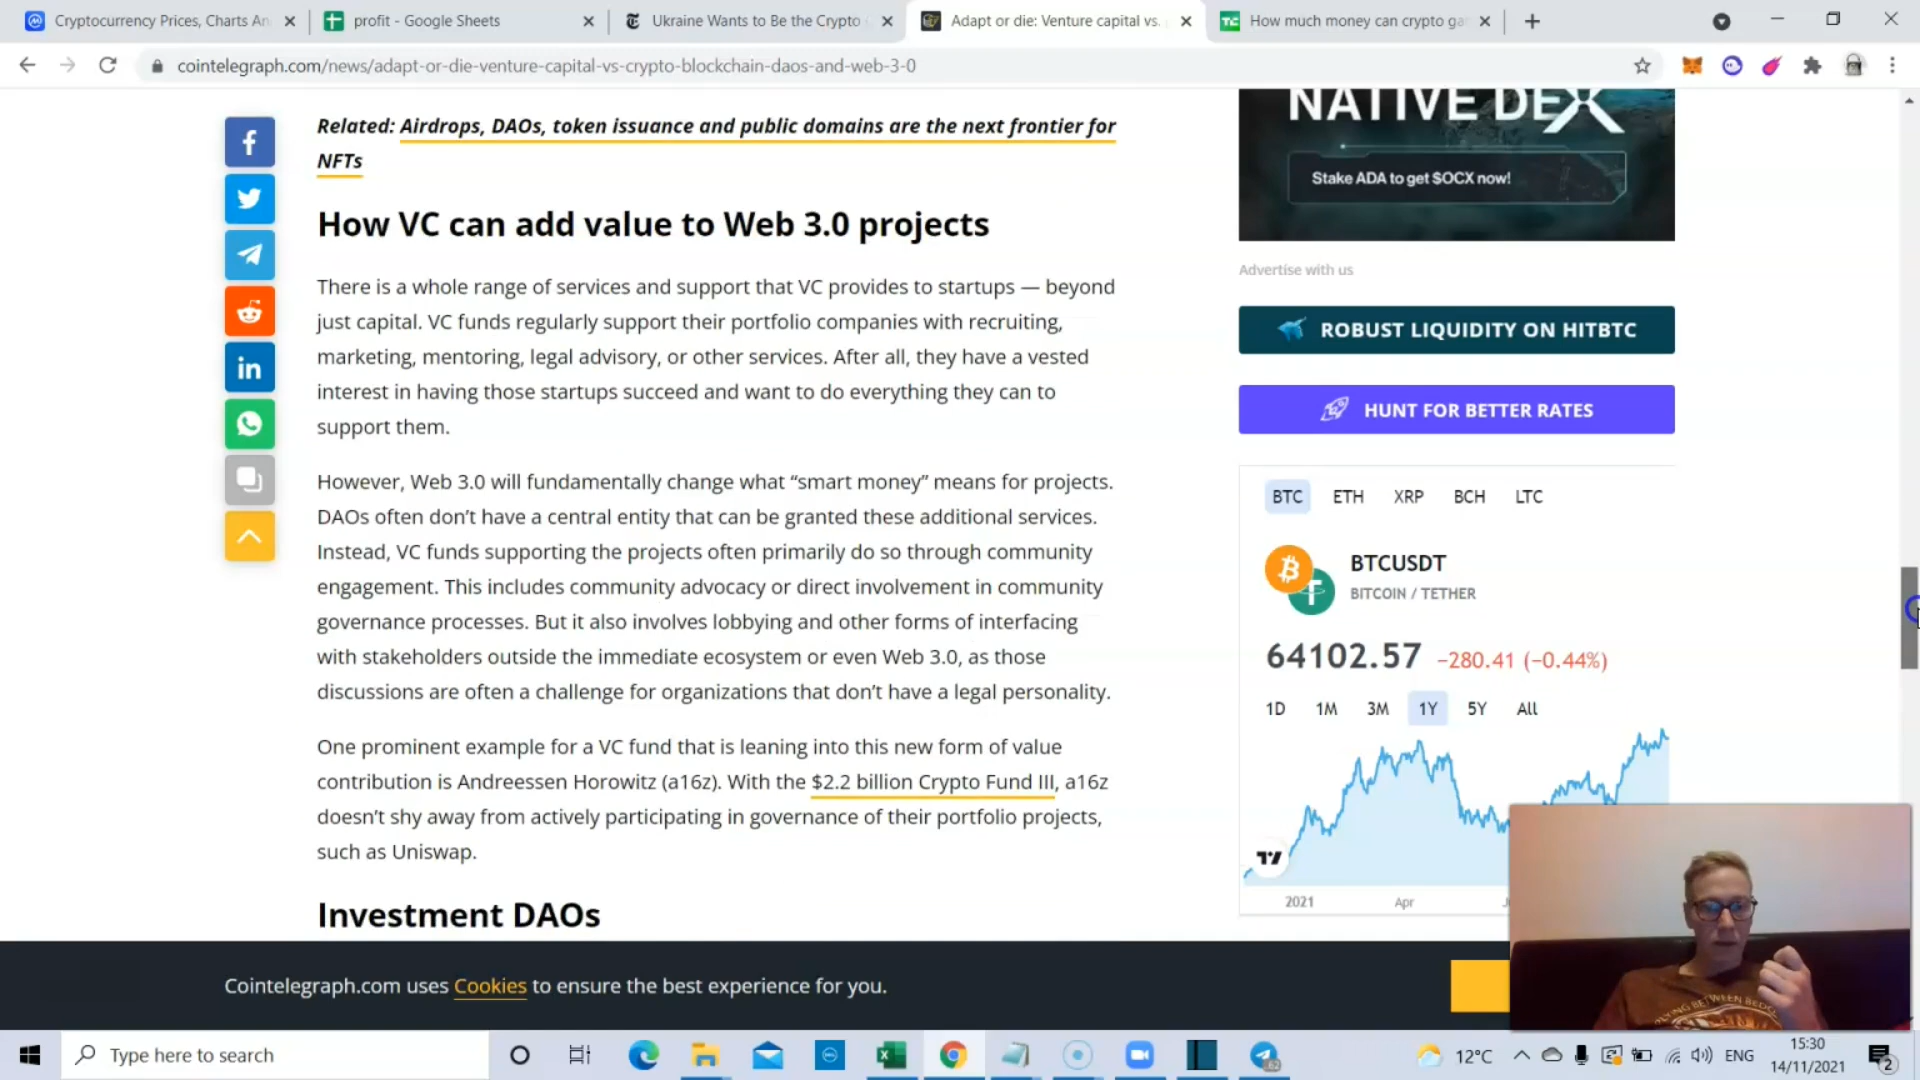 Cryptocurrency Prices, Charts An
profit - Google Sheets
Ukraine Wants to Be the Crypto
Adapt or die: Venture capital vs.
TC
How much money can crypto ga
cointelegraph.com/news/adapt-or-die-venture-capital-vs-crypto-blockchain-daos-and-web-3-0
Related: Airdrops, DAOs, token issuance and public domains are the next frontier for
NFTs
How VC can add value to Web 3.0 projects
There is a whole range of services and support that VC provides to startups — beyond
just capital. VC funds regularly support their portfolio companies with recruiting,
marketing, mentoring, legal advisory, or other services. After all, they have a vested
interest in having those startups succeed and want to do everything they can to
support them.
However, Web 3.0 will fundamentally change what “smart money” means for projects.
DAOs often don’t have a central entity that can be granted these additional services.
Instead, VC funds supporting the projects often primarily do so through community
engagement. This includes community advocacy or direct involvement in community
governance processes. But it also involves lobbying and other forms of interfacing
with stakeholders outside the immediate ecosystem or even Web 3.0, as those
discussions are often a challenge for organizations that don’t have a legal personality.
One prominent example for a VC fund that is leaning into this new form of value
contribution is Andreessen Horowitz (a16z). With the $2.2 billion Crypto Fund III, a16z
doesn’t shy away from actively participating in governance of their portfolio projects,
such as Uniswap.
Investment DAOs
NATIVE DEX
Stake ADA to get $OCX now!
Advertise with us
ROBUST LIQUIDITY ON HITBTC
HUNT FOR BETTER RATES
BTC ETH XRP BCH LTC
BTCUSDT
BITCOIN / TETHER
64102.57 −280.41 (−0.44%)
1D 1M 3M 1Y 5Y All
2021 Apr
Cointelegraph.com uses Cookies to ensure the best experience for you.
Type here to search
12°C
ENG
15:30
14/11/2021
2